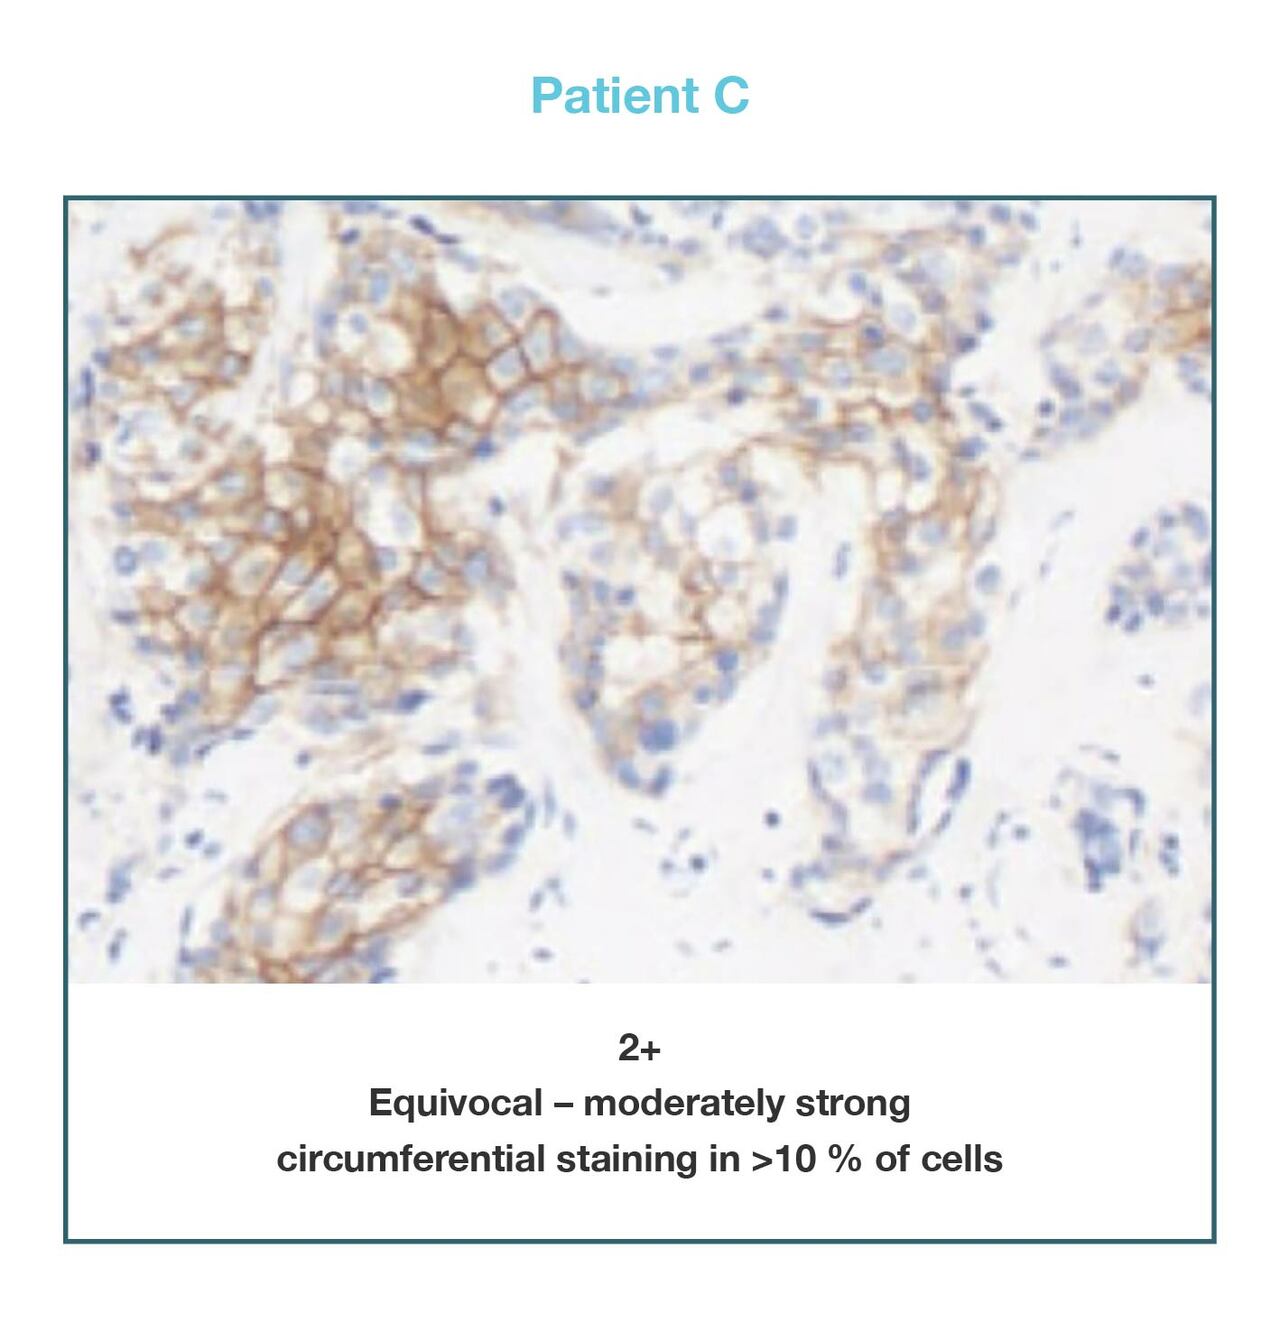 Patient C
2+
Equivocal – moderately strong
circumferential staining in >10 % of cells